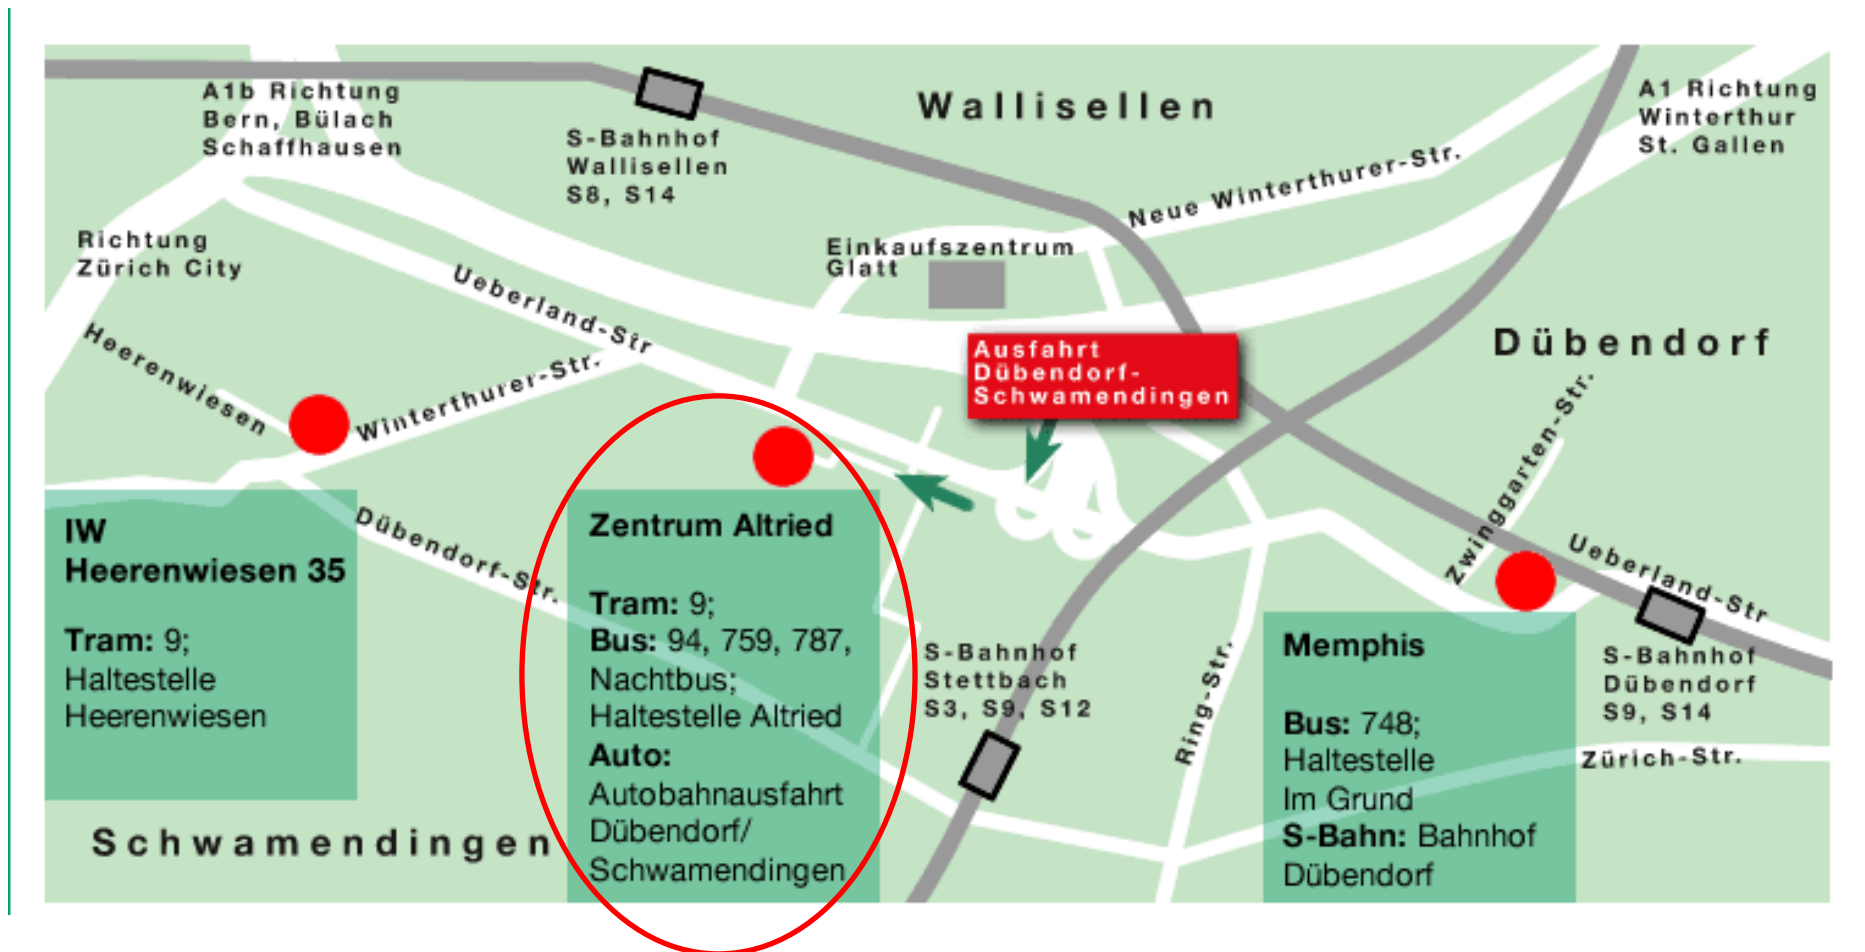 A1b Richtung
Bern, Bülach
Schaffhausen
S-Bahnhof
Wallisellen
S8, S14
Wallisellen
A1 Richtung
Winterthur
St. Gallen
Neue Winterthurer-Str.
Richtung
Zürich City
Einkaufszentrum
Glatt
Ueberland-Str
Heerenwiesen
Winterthurer-Str.
Ausfahrt
Dübendorf-
Schwamendingen
Dübendorf
Zwinggarten-Str.
IW
Heerenwiesen 35
Tram: 9;
Haltestelle
Heerenwiesen
Dübendorf-Str.
Zentrum Altried
Tram: 9;
Bus: 94, 759, 787,
Nachtbus;
Haltestelle Altried
Auto:
Autobahnausfahrt
Dübendorf/
Schwamendingen
S-Bahnhof
Stettbach
S3, S9, S12
Ring-Str.
Ueberland-Str
Memphis
Bus: 748;
Haltestelle
Im Grund
S-Bahn: Bahnhof
Dübendorf
S-Bahnhof
Dübendorf
S9, S14
Zürich-Str.
Schwamendingen